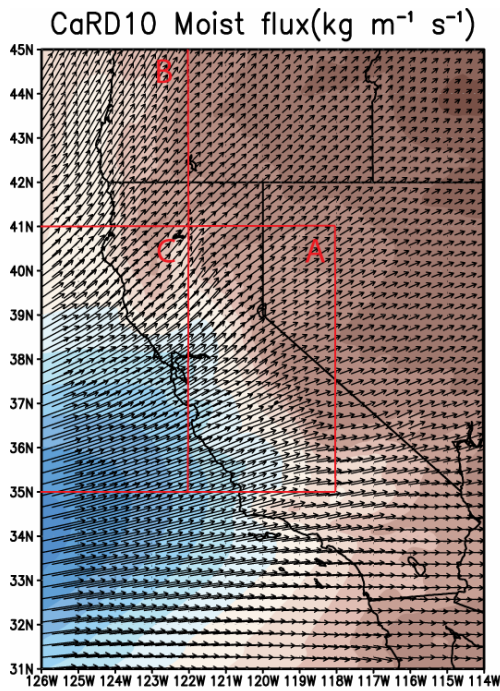 CaRD10 Moist flux(kg m⁻¹ s⁻¹)
45N
B
44N
43N
42N
41N
C A
40N
39N
38N
37N
36N
35N
34N
33N
32N
31N
126W 125W 124W 123W 122W 121W 120W 119W 118W 117W 116W 115W 114W